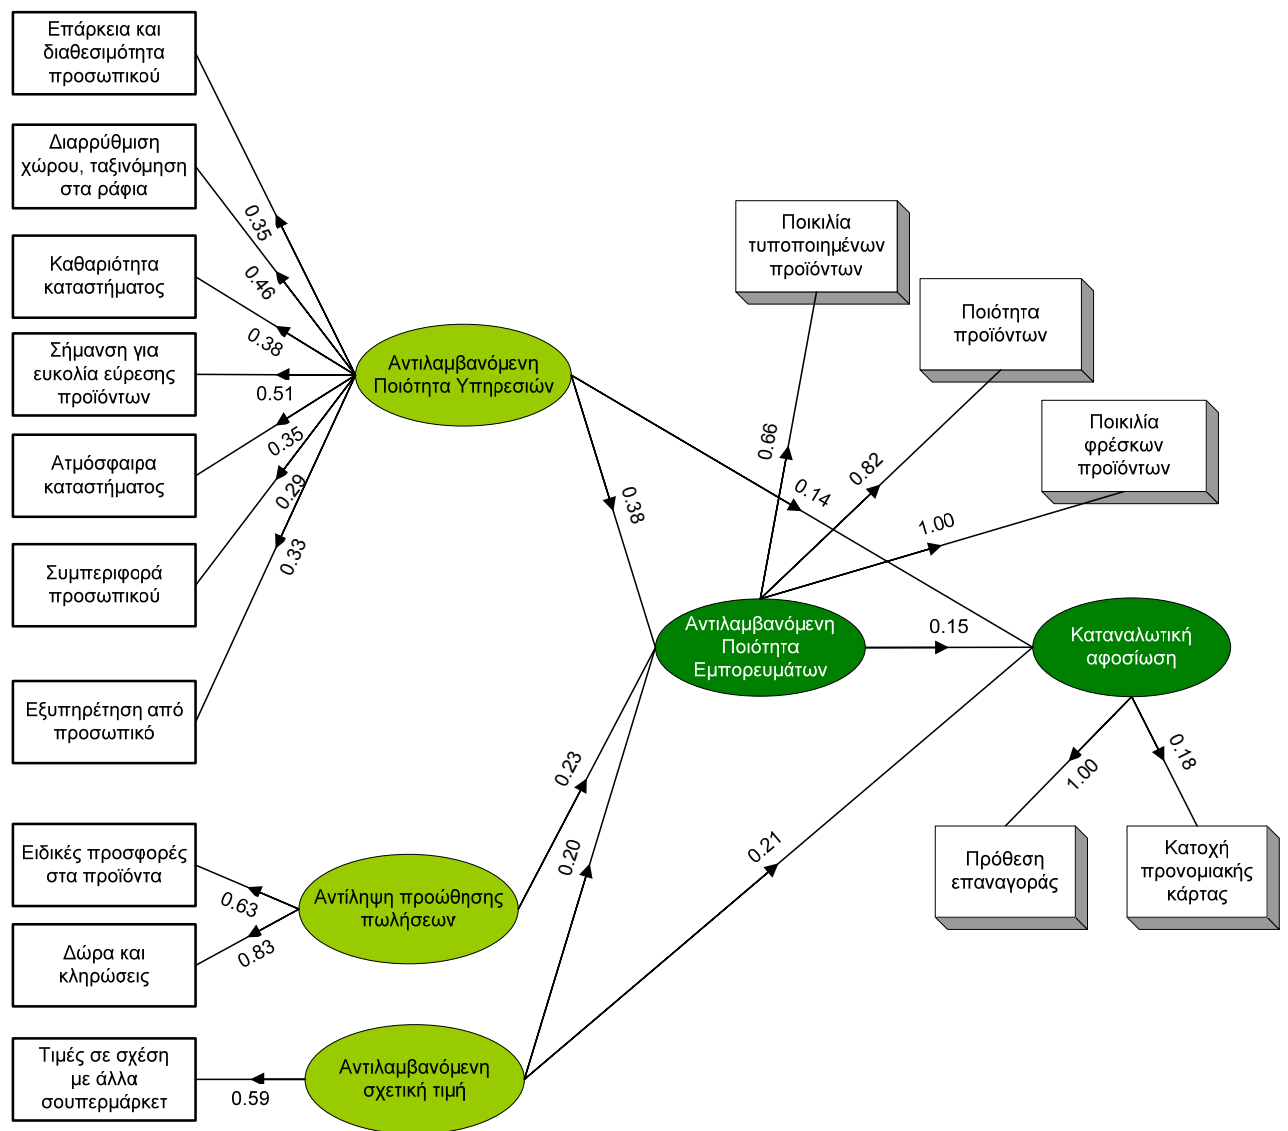 Επάρκεια και
διαθεσιμότητα
προσωπικού
Διαρρύθμιση
χώρου, ταξινόμηση
στα ράφια
Καθαριότητα
καταστήματος
Σήμανση για
ευκολία εύρεσης
προϊόντων
Ατμόσφαιρα
καταστήματος
Συμπεριφορά
προσωπικού
Εξυπηρέτηση από
προσωπικό
0.35
0.46
0.38
0.51
0.35
0.29
0.33
Αντιλαμβανόμενη
Ποιότητα Υπηρεσιών
0.14
0.38
Ποικιλία
τυποποιημένων
προϊόντων
Ποιότητα
προϊόντων
Ποικιλία
φρέσκων
προϊόντων
0.66
0.82
1.00
Αντιλαμβανόμενη
Ποιότητα
Εμπορευμάτων
0.15
Καταναλωτική
αφοσίωση
1.00
0.18
Πρόθεση
επαναγοράς
Κατοχή
προνομιακής
κάρτας
Ειδικές προσφορές
στα προϊόντα
Δώρα και
κληρώσεις
0.63
0.83
Αντίληψη προώθησης
πωλήσεων
0.23
0.20
0.21
Τιμές σε σχέση
με άλλα
σουπερμάρκετ
0.59
Αντιλαμβανόμενη
σχετική τιμή